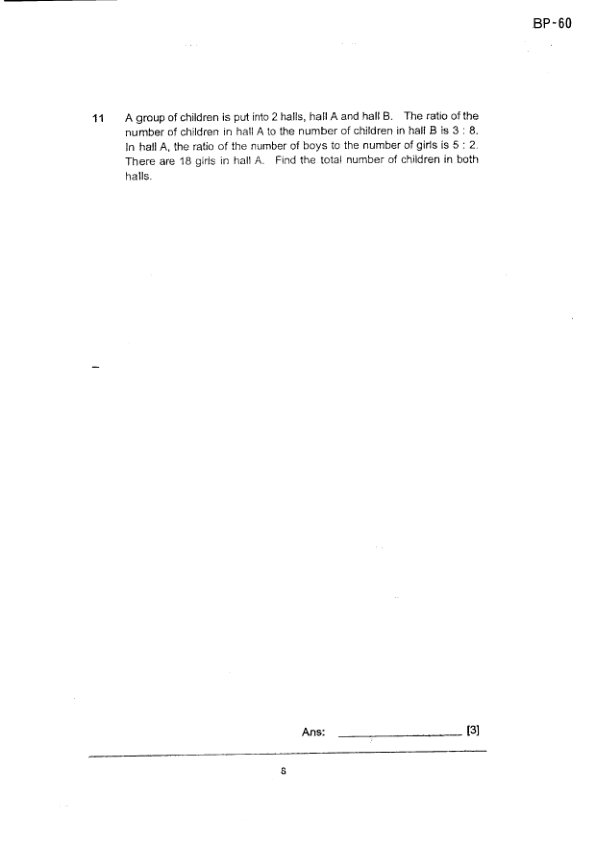 BP-60
11 A group of children is put into 2 halls, hall A and hall B. The ratio of the
number of children in hall A to the number of children in hall B is 3 : 8.
In hall A, the ratio of the number of boys to the number of girls is 5 : 2.
There are 18 girls in hall A. Find the total number of children in both
halls.
Ans: ____________ [3]
8